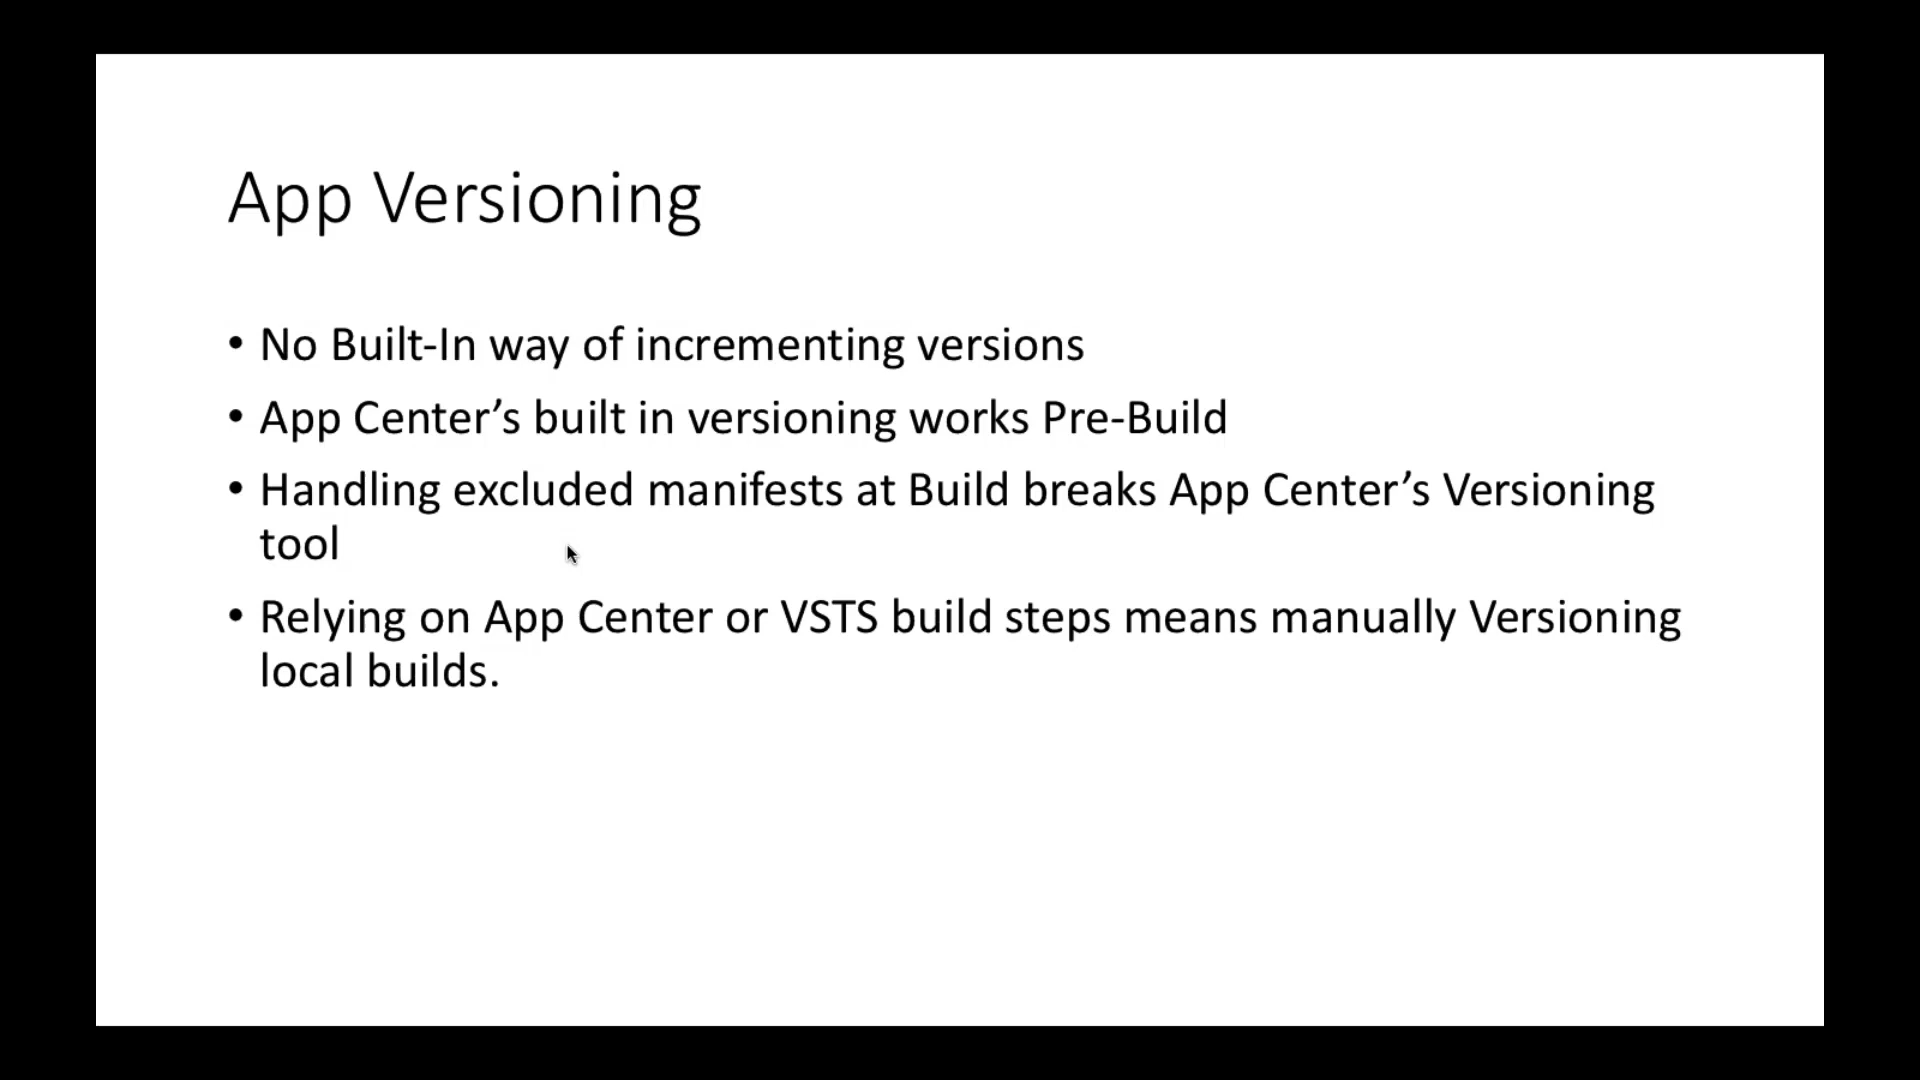 App Versioning
• No Built-In way of incrementing versions
• App Center’s built in versioning works Pre-Build
• Handling excluded manifests at Build breaks App Center’s Versioning
tool
• Relying on App Center or VSTS build steps means manually Versioning
local builds.